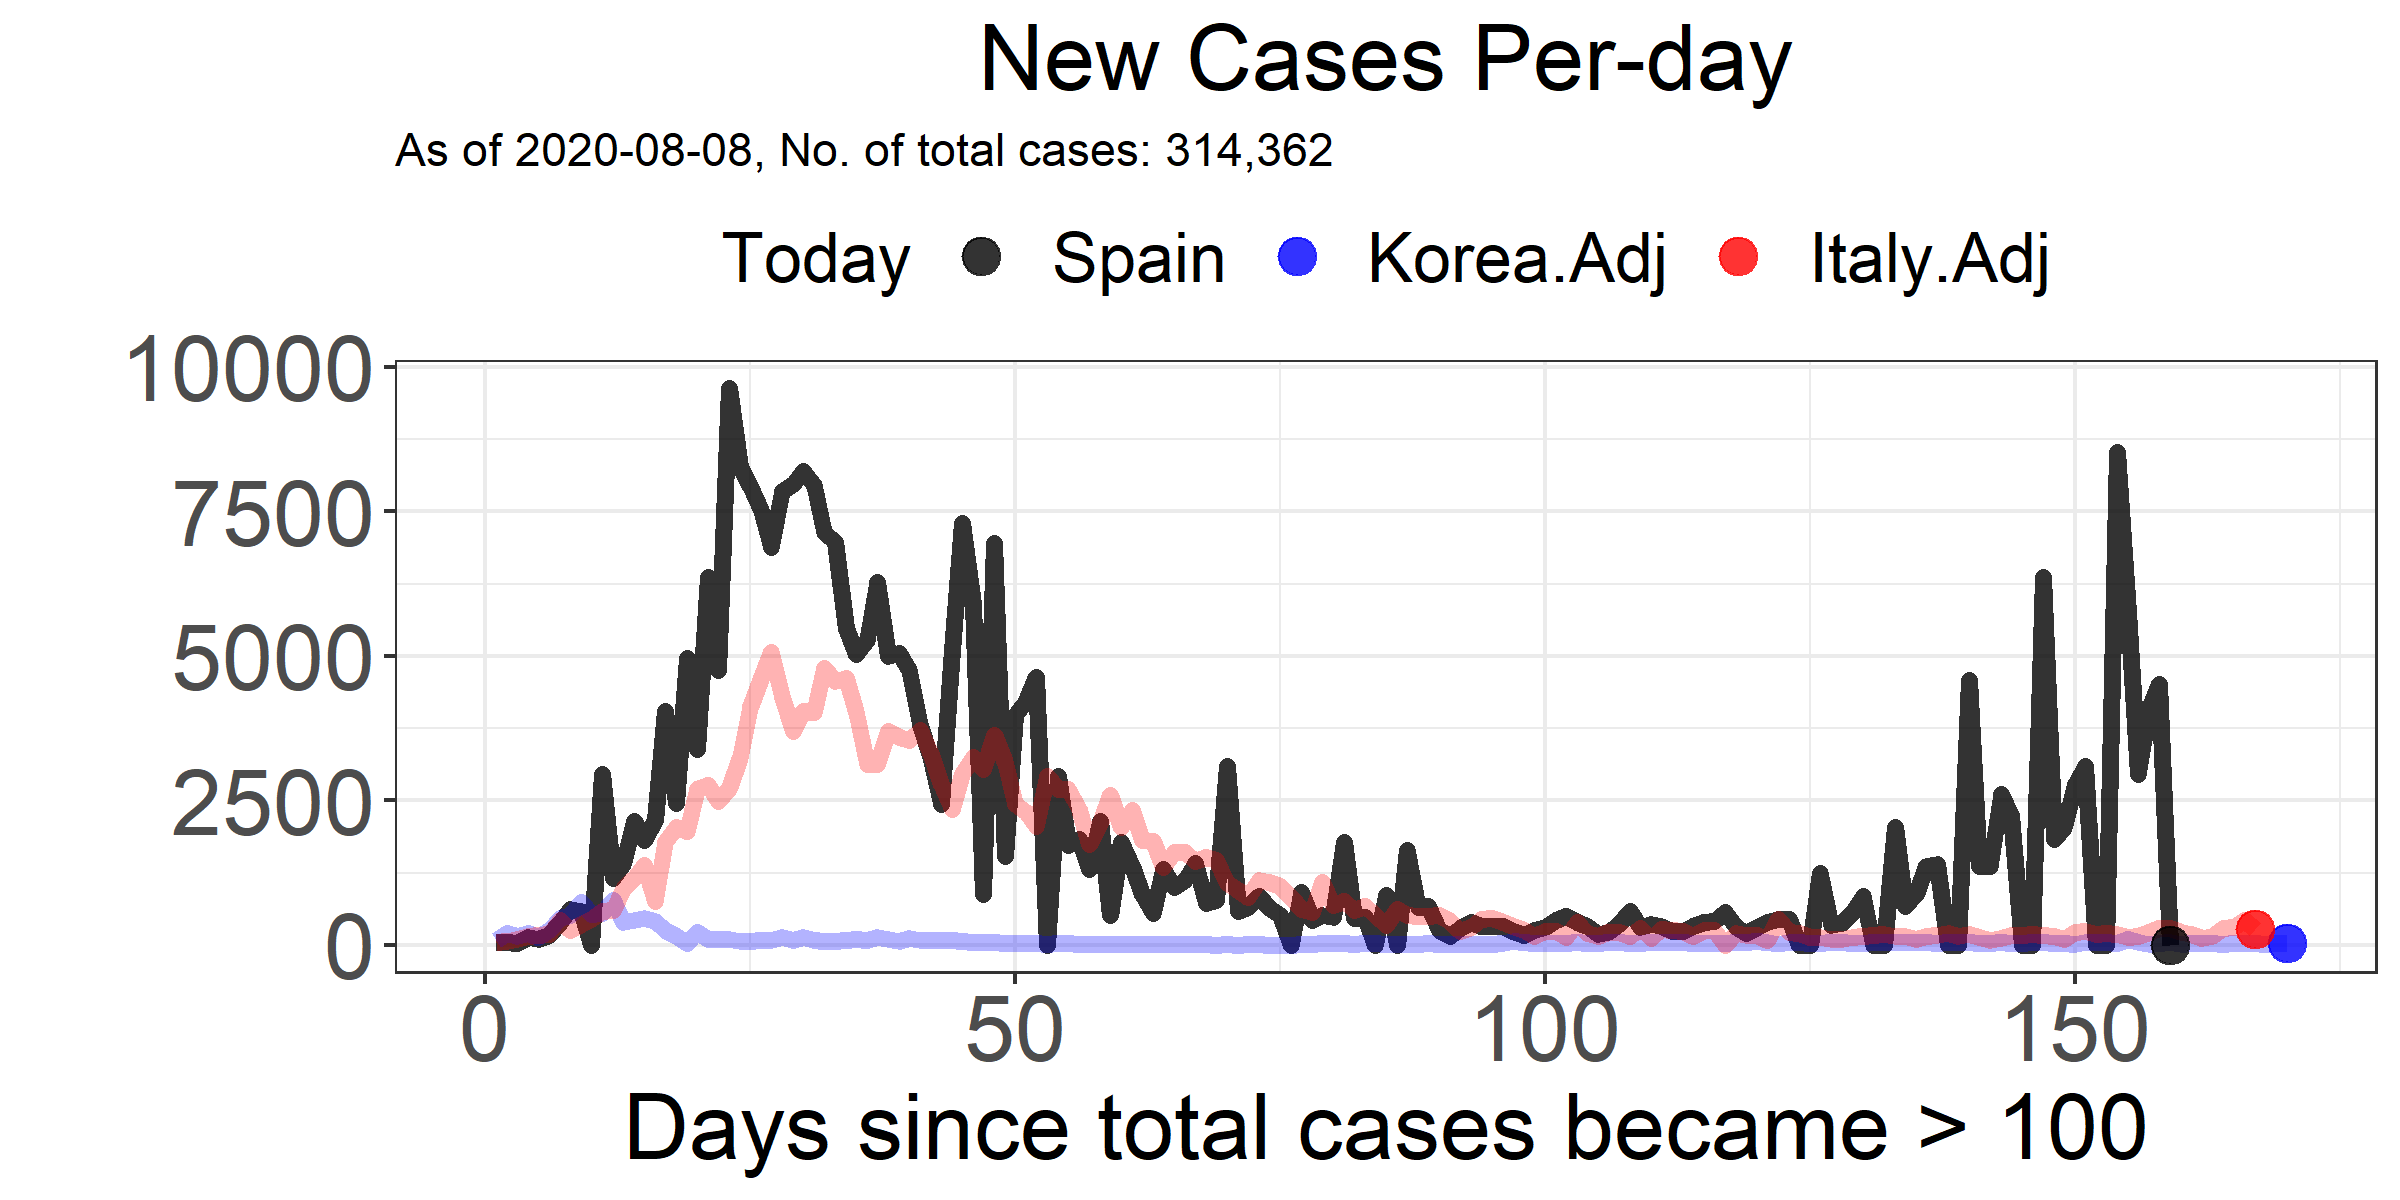 New Cases Per-day
As of 2020-08-08, No. of total cases: 314,362
Today Spain Korea.Adj Italy.Adj
10000
7500
5000
2500
0
0 50 100 150
Days since total cases became > 100